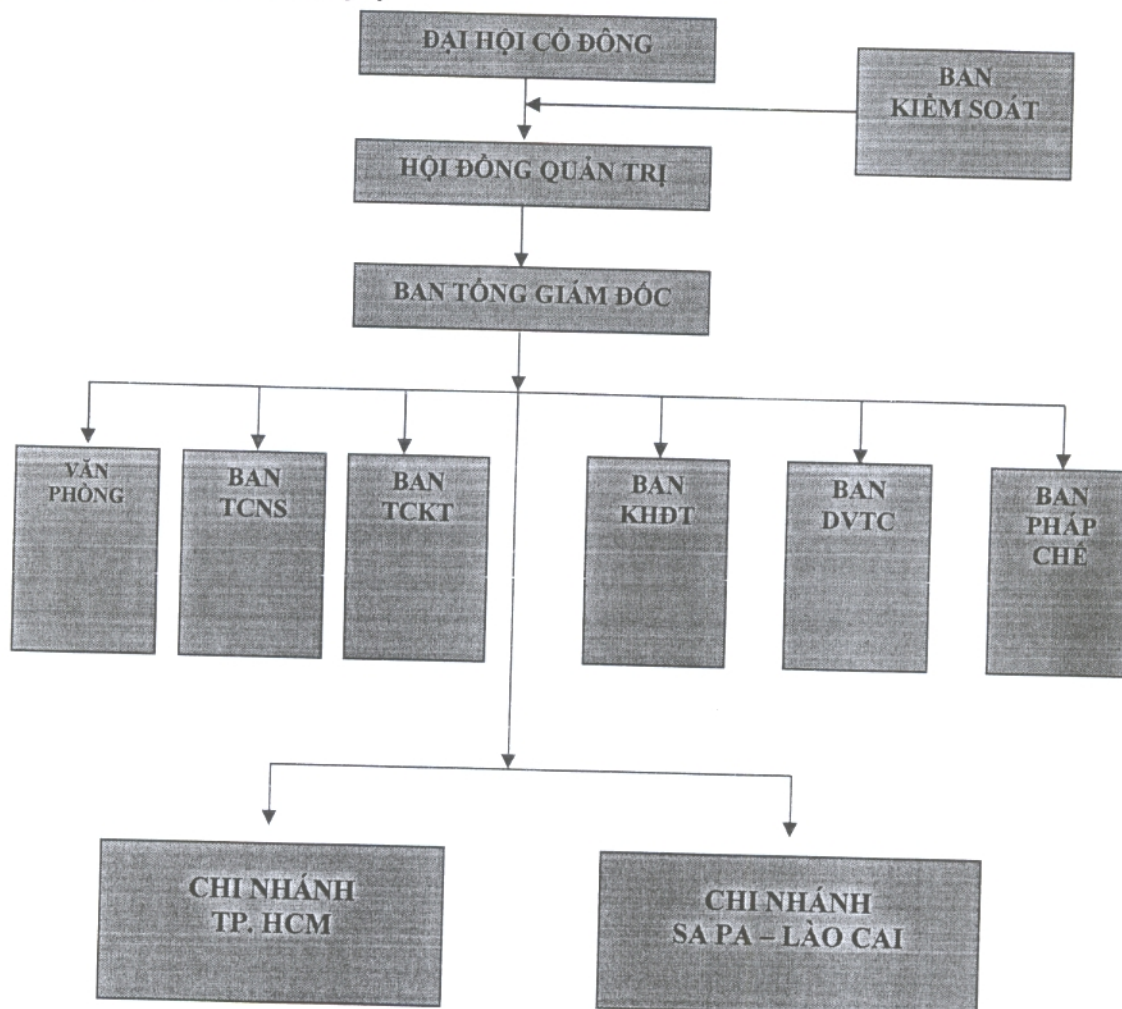 ĐẠI HỘI CỔ ĐÔNG
BAN
KIỂM SOÁT
HỘI ĐỒNG QUẢN TRỊ
BAN TỔNG GIÁM ĐỐC
VĂN
PHÒNG
BAN
TCNS
BAN
TCKT
BAN
KHĐT
BAN
DVTC
BAN
PHÁP
CHẾ
CHI NHÁNH
TP. HCM
CHI NHÁNH
SA PA – LÀO CAI